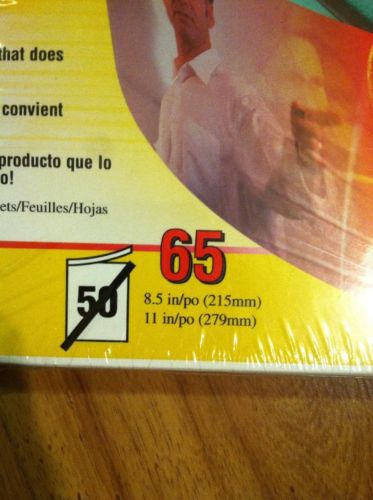 that does
convient
producto que lo
o!
ets/Feuilles/Hojas
65
50
8.5 in/po (215mm)
11 in/po (279mm)